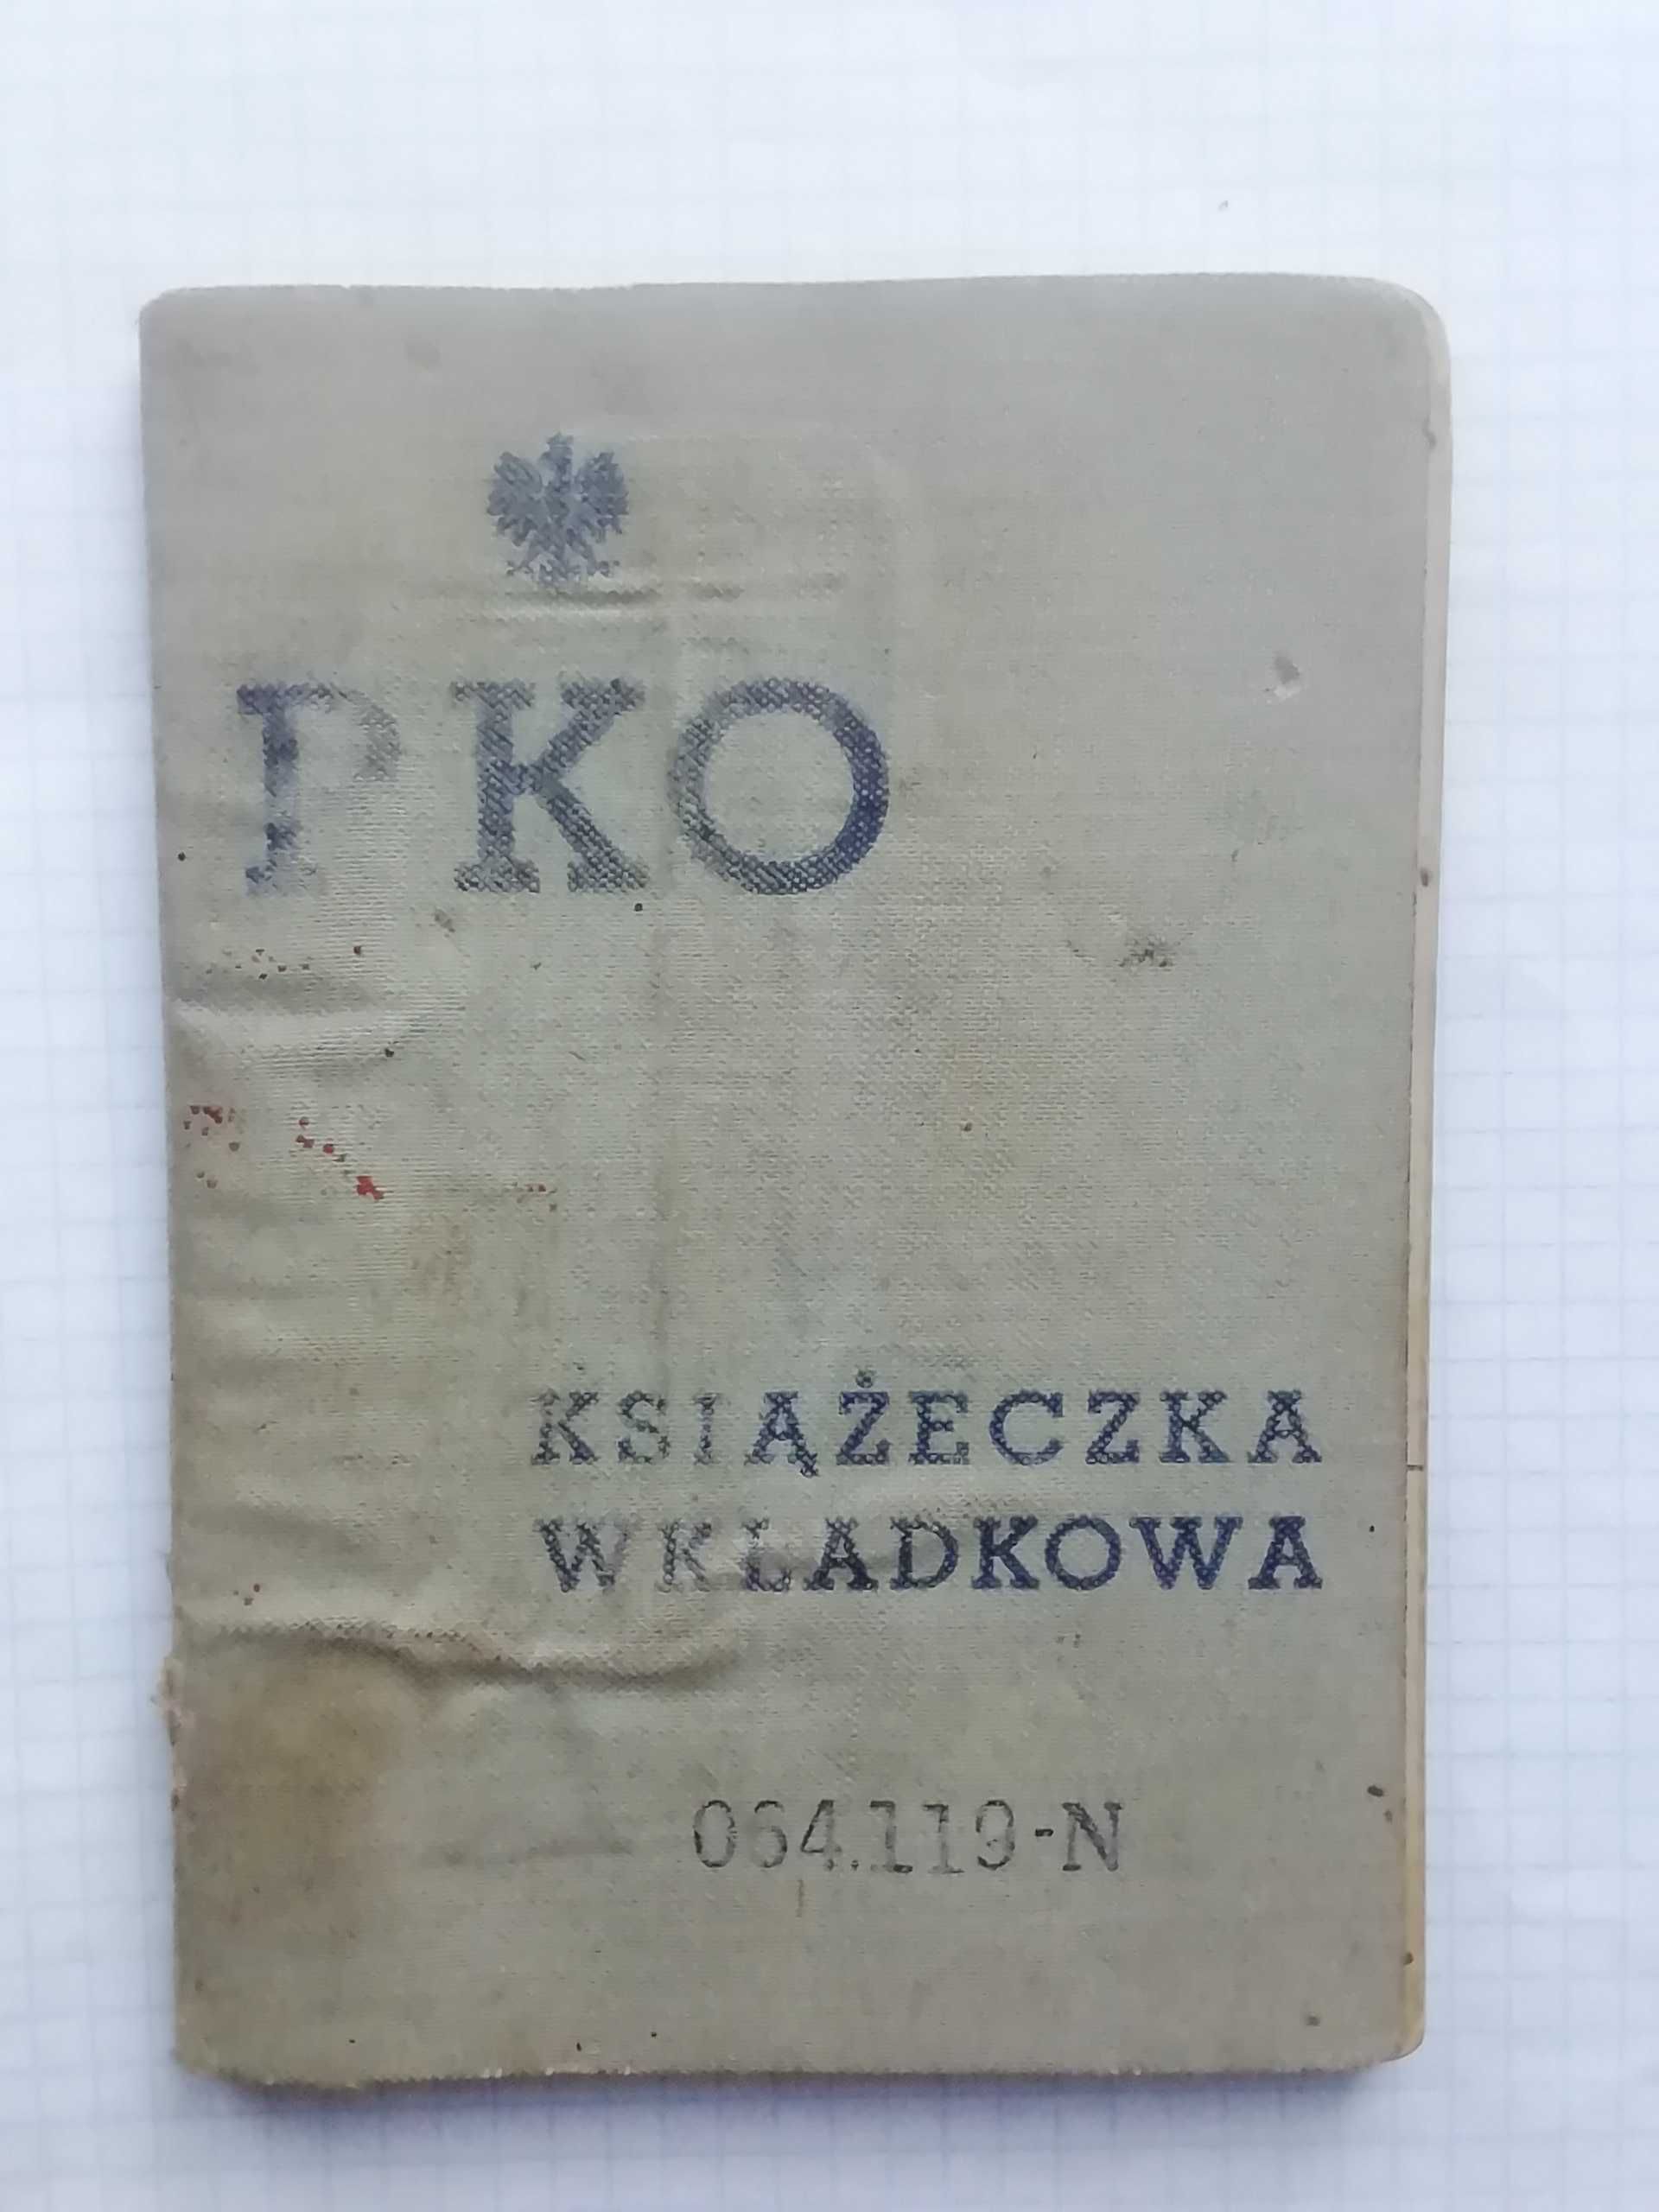 PKO
KSIĄŻECZKA
WKŁADKOWA
064.119-N